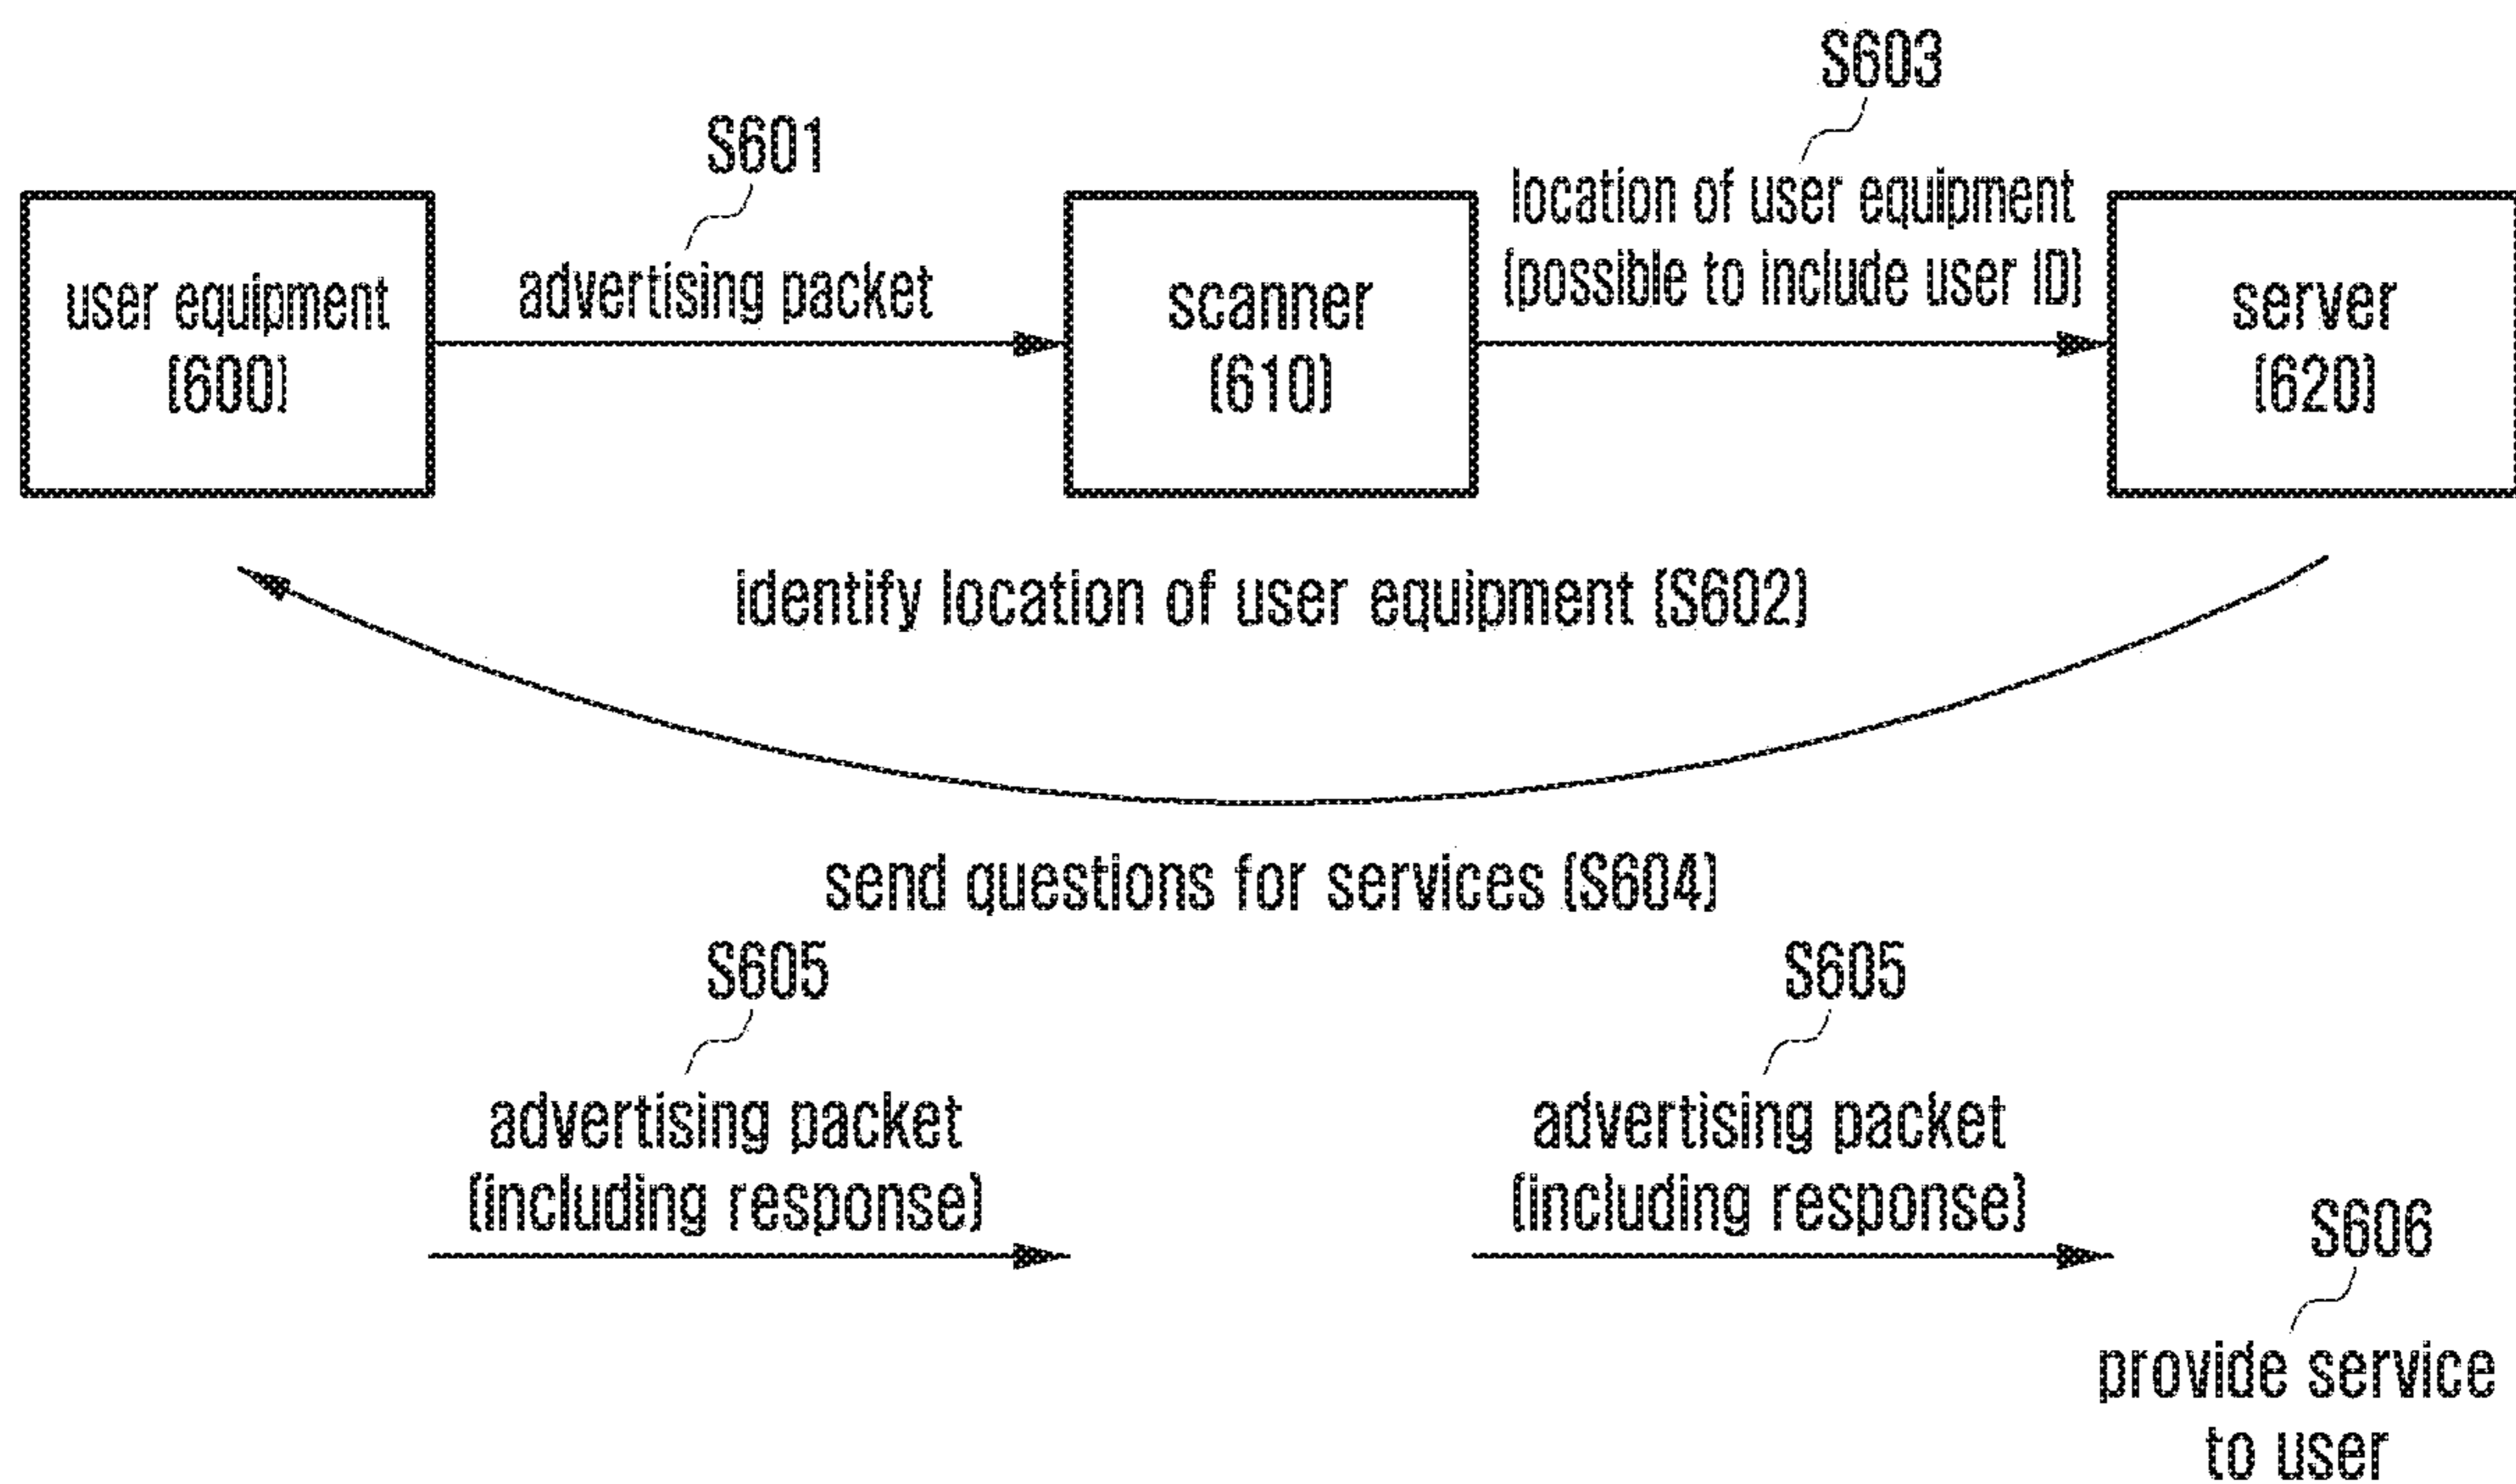 S603
S601
location of user equipment
(possible to include user ID)
user equipment
(600)
advertising packet
scanner
(610)
server
(620)
identify location of user equipment (S602)
send questions for services (S604)
S605
S605
advertising packet
(including response)
advertising packet
(including response)
S606
provide service
to user